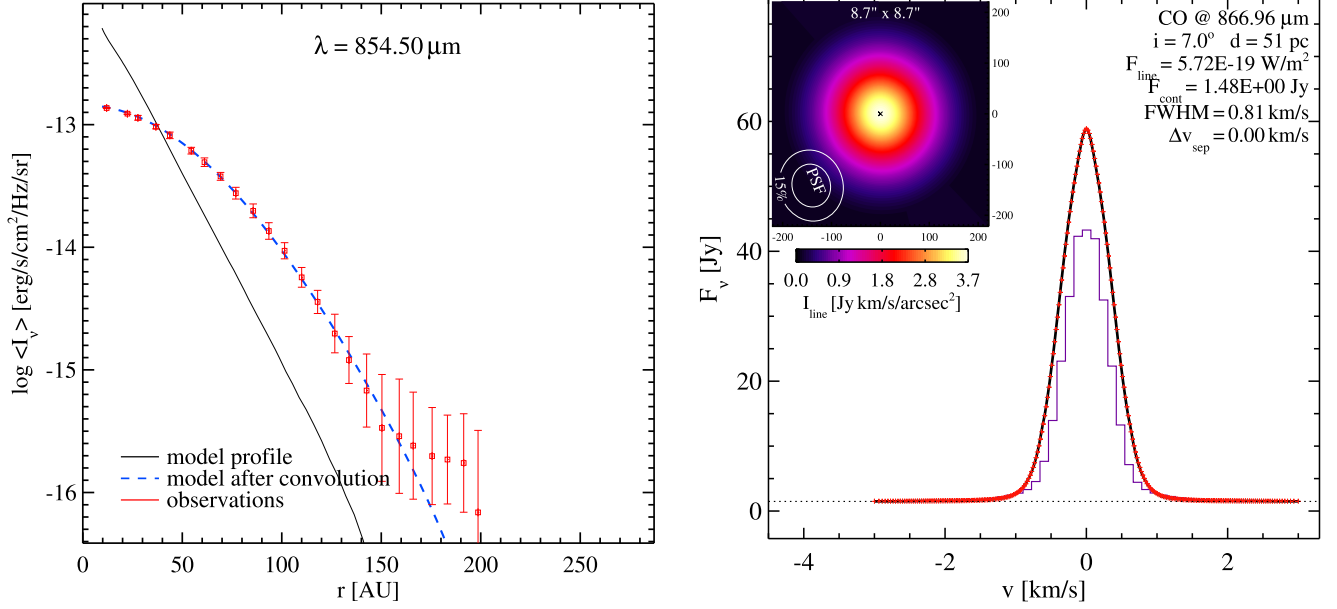 λ = 854.50 μm
-13
-14
-15
-16
log <I_ν> [erg/s/cm²/Hz/sr]
model profile
model after convolution
observations
0 50 100 150 200 250
r [AU]
8.7" x 8.7"
200
100
0
-100
-200
PSF
15%
-200 -100 0 100 200
0.0 0.9 1.8 2.8 3.7
I_line [Jy km/s/arcsec²]
CO @ 866.96 μm
i = 7.0° d = 51 pc
F_line = 5.72E-19 W/m²
F_cont = 1.48E+00 Jy
FWHM = 0.81 km/s
Δv_sep = 0.00 km/s
60
40
20
0
F_ν [Jy]
-4 -2 0 2
v [km/s]